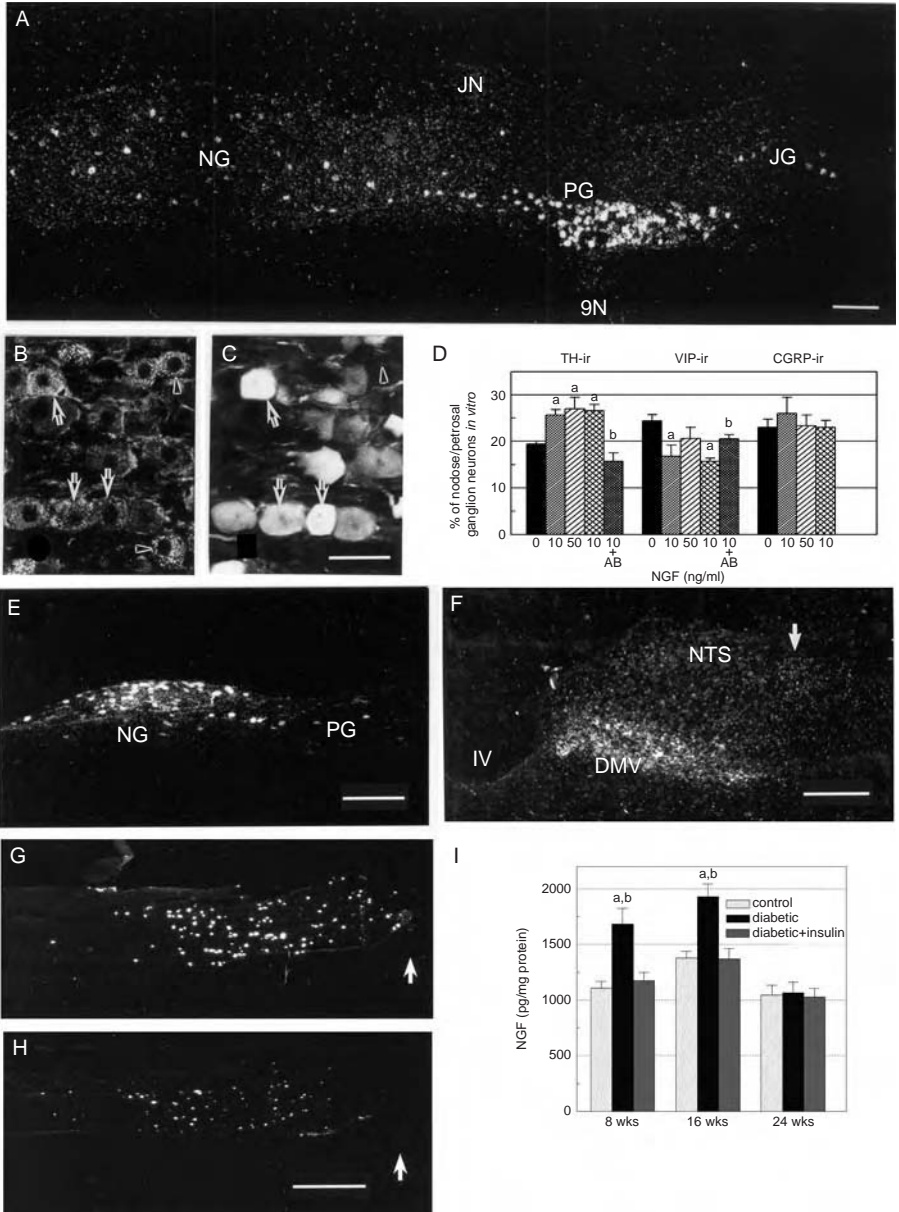 A
JN
NG
JG
PG
9N
B
C
D
TH-ir VIP-ir CGRP-ir
% of nodose/petrosal
ganglion neurons in vitro
30
20
10
0
a
a
a
b
a
a
b
0 10 50 10 10 0 10 50 10 10 0 10 50 10
+ +
AB AB
NGF (ng/ml)
E
NG
PG
F
NTS
IV
DMV
G
H
I
NGF (pg/mg protein)
2000
1500
1000
500
0
a,b
a,b
control
diabetic
diabetic+insulin
8 wks 16 wks 24 wks